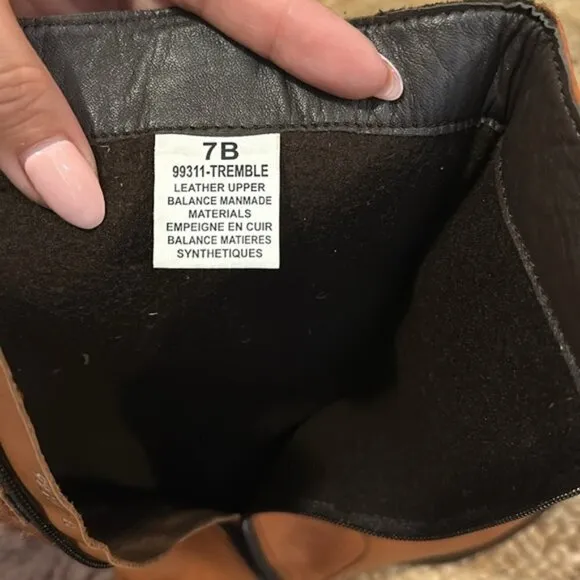 7B
99311-TREMBLE
LEATHER UPPER
BALANCE MANMADE
MATERIALS
EMPEIGNE EN CUIR
BALANCE MATIERES
SYNTHETIQUES